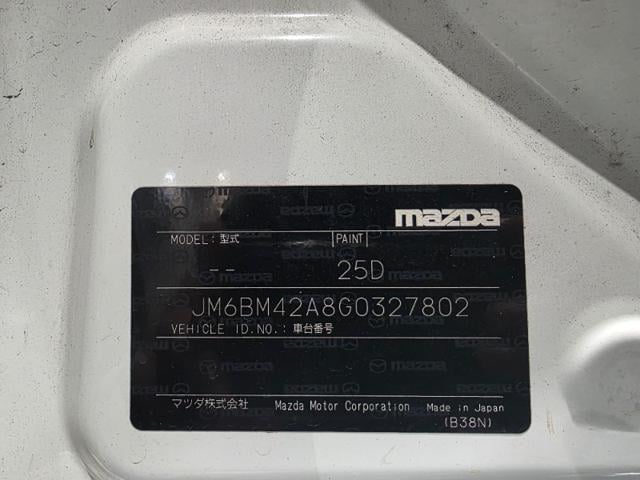 mazda
MODEL: 型式 PAINT
-- 25D
JM6BM42A8G0327802
VEHICLE ID.NO.: 車台番号
マツダ株式会社 Mazda Motor Corporation Made in Japan
(B38N)